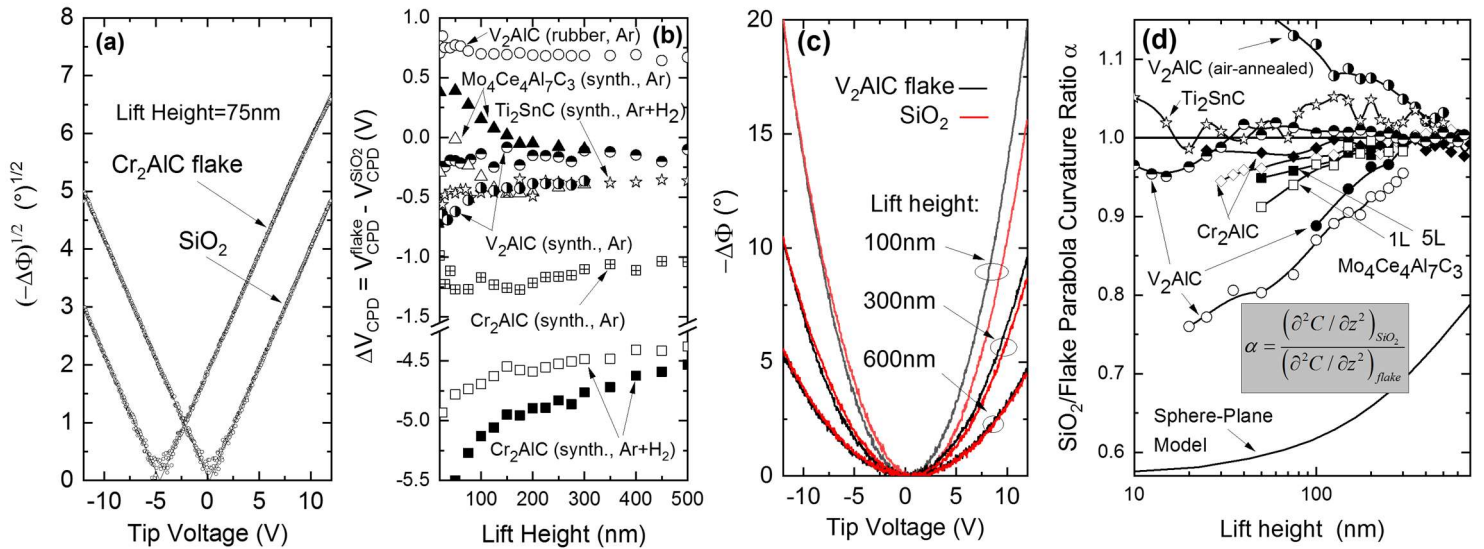 (a)
Lift Height=75nm
Cr₂AlC flake
SiO₂
(−ΔΦ)^1/2 (°)^1/2
8
7
6
5
4
3
2
1
0
-10
-5
0
5
10
Tip Voltage (V)
(b)
V₂AlC (rubber, Ar)
Mo₄Ce₄Al₇C₃ (synth., Ar)
Ti₂SnC (synth., Ar+H₂)
V₂AlC (synth., Ar)
Cr₂AlC (synth., Ar)
Cr₂AlC (synth., Ar+H₂)
ΔV_CPD = V_CPD^flake − V_CPD^SiO₂ (V)
1.0
0.5
0.0
-0.5
-1.0
-1.5
-4.5
-5.0
-5.5
100
200
300
400
500
Lift Height (nm)
(c)
V₂AlC flake
SiO₂
Lift height:
100nm
300nm
600nm
−ΔΦ (°)
20
15
10
5
0
-10
-5
0
5
10
Tip Voltage (V)
(d)
V₂AlC (air-annealed)
Ti₂SnC
Cr₂AlC
1L
5L
Mo₄Ce₄Al₇C₃
V₂AlC
α = (∂²C / ∂z²)_SiO₂ / (∂²C / ∂z²)_flake
Sphere-Plane
Model
SiO₂/Flake Parabola Curvature Ratio α
1.1
1.0
0.9
0.8
0.7
0.6
10
100
Lift height (nm)